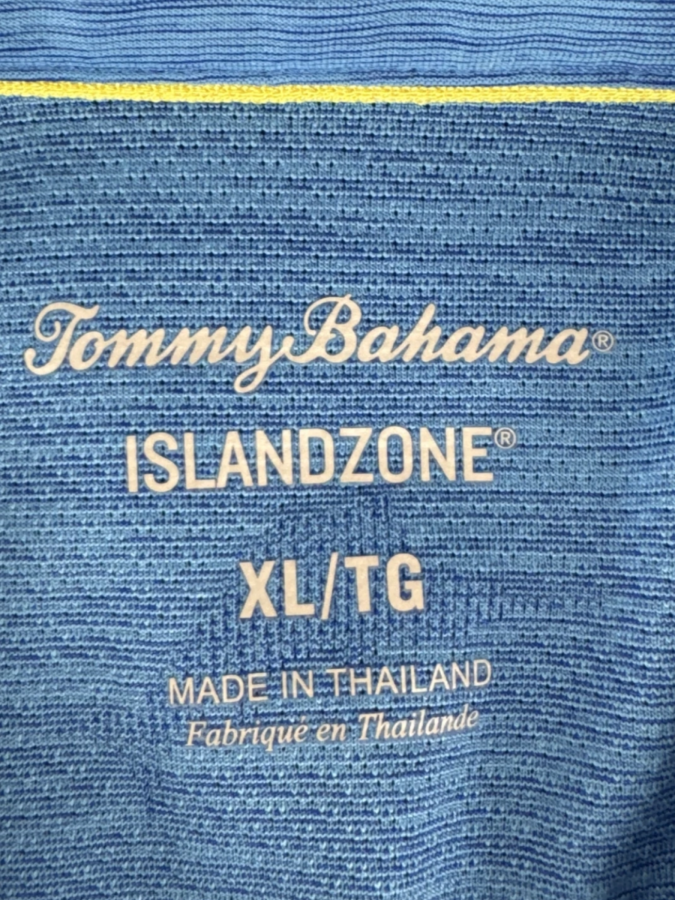 Tommy Bahama®
ISLANDZONE®
XL/TG
MADE IN THAILAND
Fabriqué en Thailande